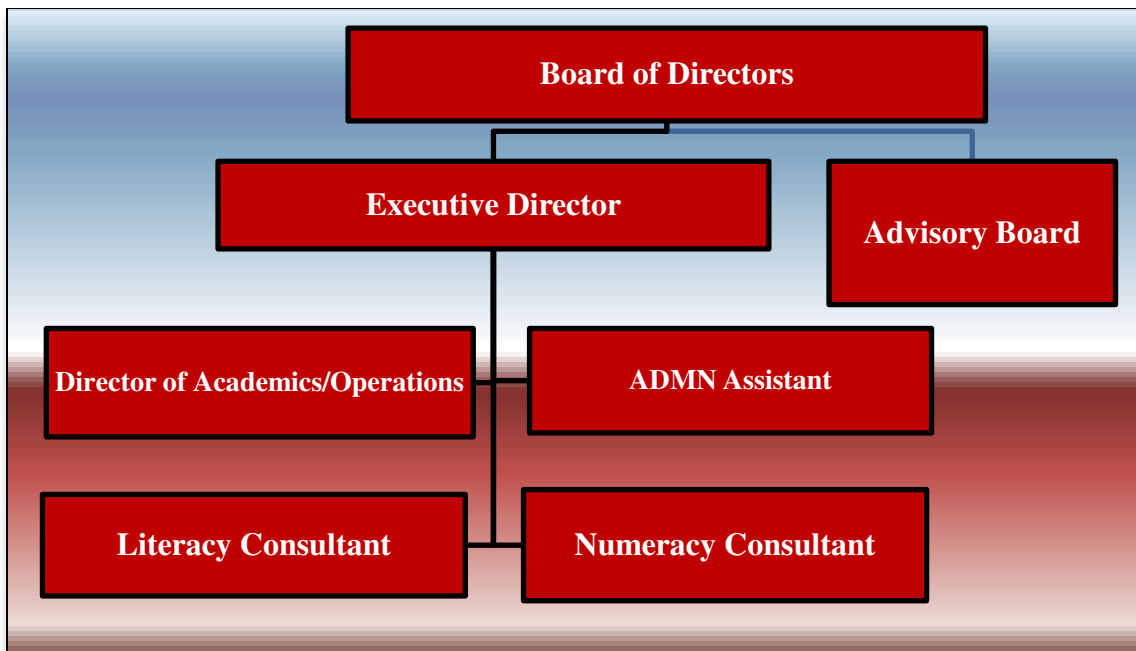 Board of Directors
Executive Director
Advisory Board
Director of Academics/Operations
ADMN Assistant
Literacy Consultant
Numeracy Consultant